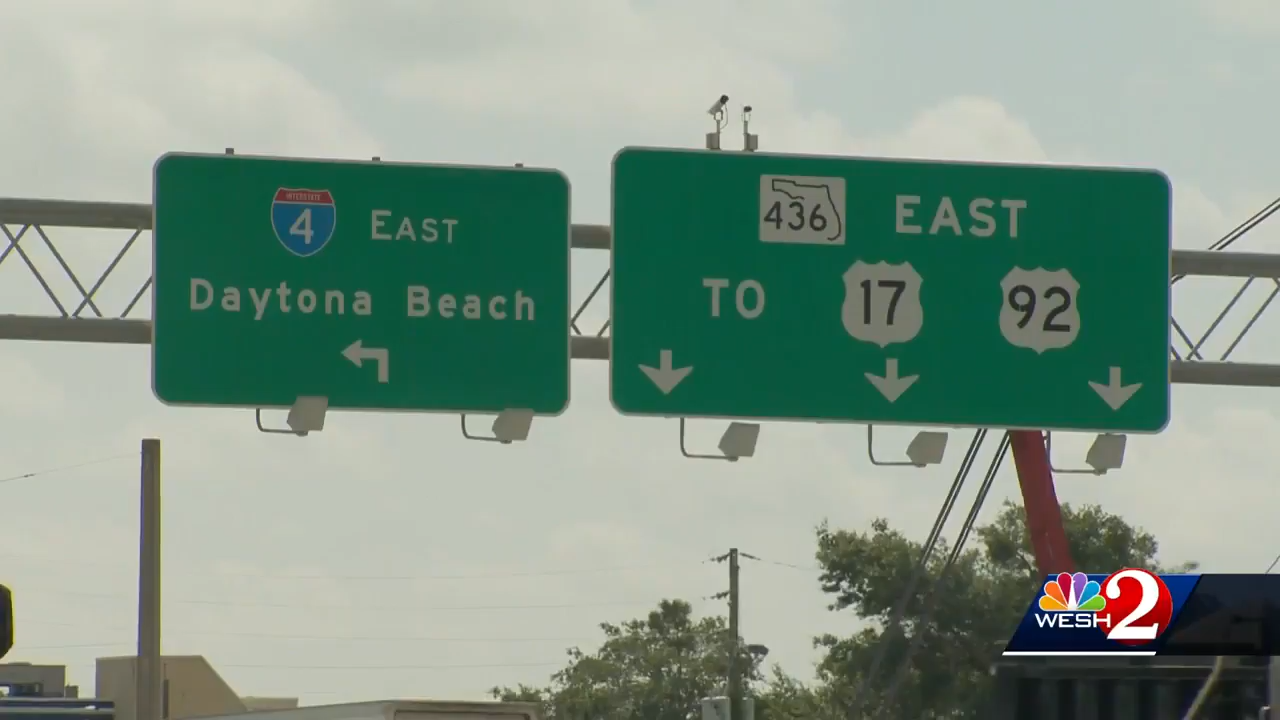 INTERSTATE
4 EAST
Daytona Beach
436 EAST
TO 17 92
WESH 2